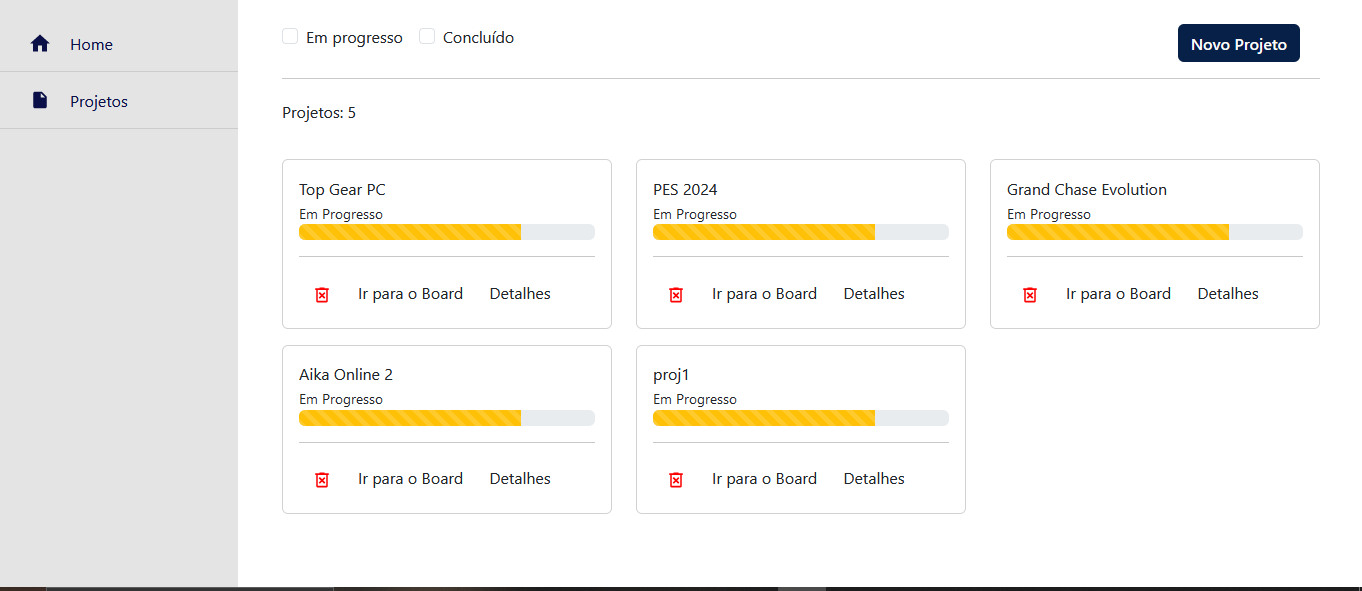 Home
Projetos
Em progresso
Concluído
Novo Projeto
Projetos: 5
Top Gear PC
Em Progresso
Ir para o Board
Detalhes
PES 2024
Em Progresso
Ir para o Board
Detalhes
Grand Chase Evolution
Em Progresso
Ir para o Board
Detalhes
Aika Online 2
Em Progresso
Ir para o Board
Detalhes
proj1
Em Progresso
Ir para o Board
Detalhes